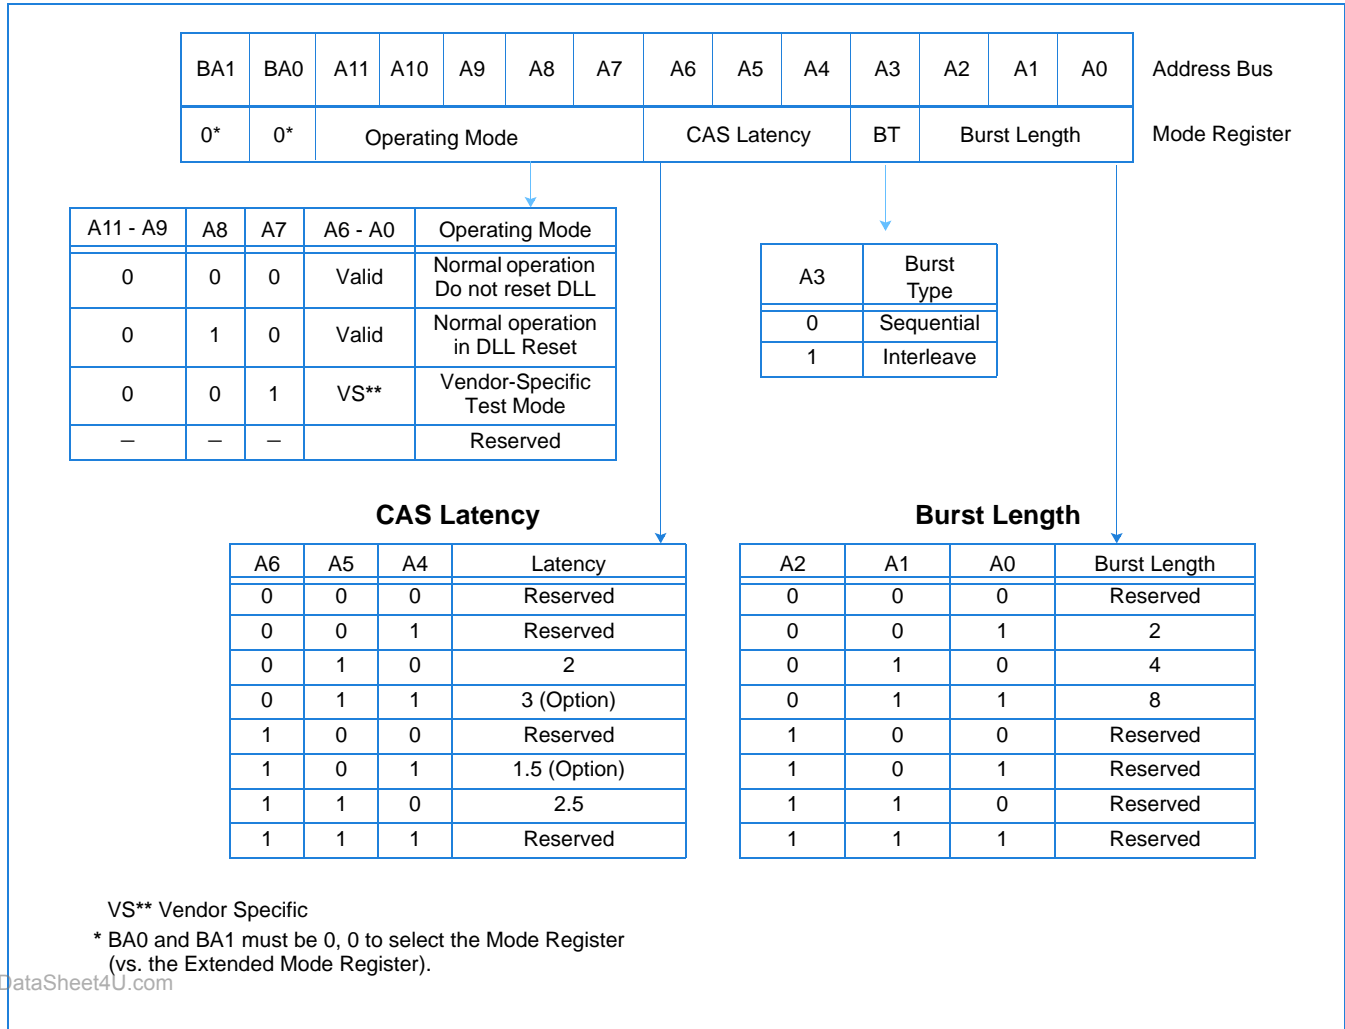 BA1 BA0 A11 A10 A9 A8 A7 A6 A5 A4 A3 A2 A1 A0 Address Bus
0* 0* Operating Mode CAS Latency BT Burst Length Mode Register
A11 - A9 A8 A7 A6 - A0 Operating Mode
0 0 0 Valid Normal operation
Do not reset DLL
0 1 0 Valid Normal operation
in DLL Reset
0 0 1 VS** Vendor-Specific
Test Mode
– – – Reserved
A3 Burst
Type
0 Sequential
1 Interleave
CAS Latency
A6 A5 A4 Latency
0 0 0 Reserved
0 0 1 Reserved
0 1 0 2
0 1 1 3 (Option)
1 0 0 Reserved
1 0 1 1.5 (Option)
1 1 0 2.5
1 1 1 Reserved
Burst Length
A2 A1 A0 Burst Length
0 0 0 Reserved
0 0 1 2
0 1 0 4
0 1 1 8
1 0 0 Reserved
1 0 1 Reserved
1 1 0 Reserved
1 1 1 Reserved
VS** Vendor Specific
* BA0 and BA1 must be 0, 0 to select the Mode Register
(vs. the Extended Mode Register).
DataSheet4U.com